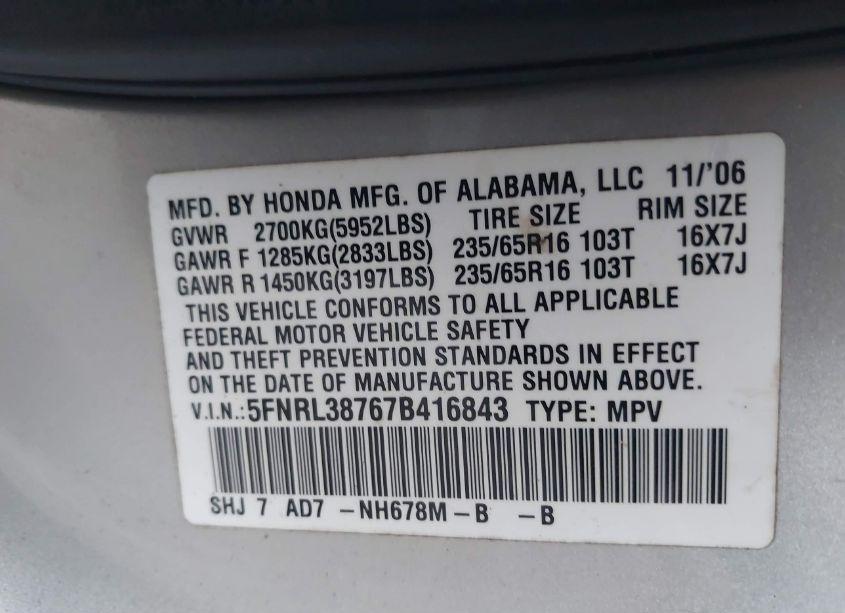 MFD. BY HONDA MFG. OF ALABAMA, LLC 11/'06
GVWR 2700KG(5952LBS) TIRE SIZE RIM SIZE
GAWR F 1285KG(2833LBS) 235/65R16 103T 16X7J
GAWR R 1450KG(3197LBS) 235/65R16 103T 16X7J
THIS VEHICLE CONFORMS TO ALL APPLICABLE
FEDERAL MOTOR VEHICLE SAFETY
AND THEFT PREVENTION STANDARDS IN EFFECT
ON THE DATE OF MANUFACTURE SHOWN ABOVE.
V.I.N.:5FNRL38767B416843 TYPE: MPV
SHJ 7 AD7 -NH678M-B -B